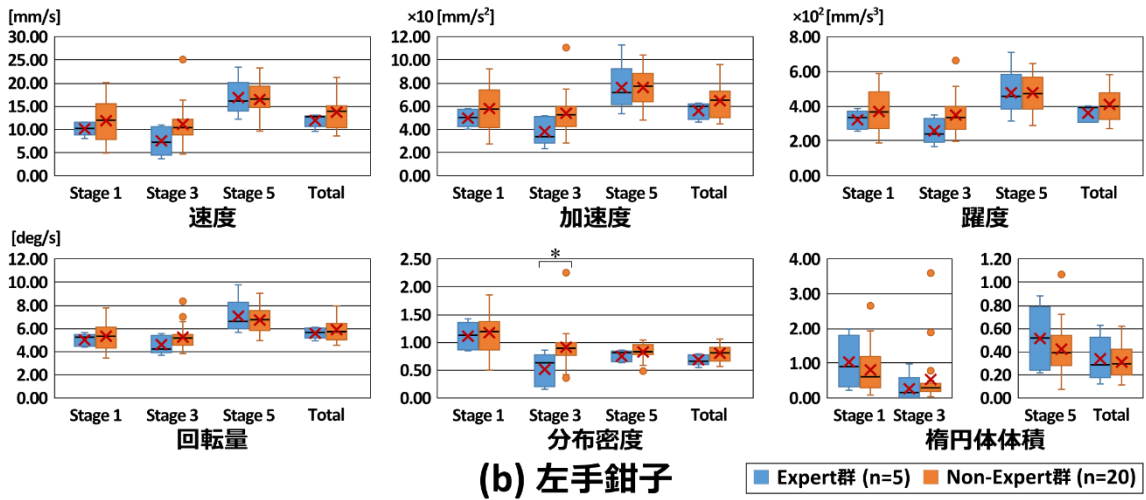 [mm/s]
30.00
25.00
20.00
15.00
10.00
5.00
0.00
Stage 1 Stage 3 Stage 5 Total
速度
×10 [mm/s²]
12.00
10.00
8.00
6.00
4.00
2.00
0.00
Stage 1 Stage 3 Stage 5 Total
加速度
×10² [mm/s³]
8.00
6.00
4.00
2.00
0.00
Stage 1 Stage 3 Stage 5 Total
躍度
[deg/s]
12.00
10.00
8.00
6.00
4.00
2.00
0.00
Stage 1 Stage 3 Stage 5 Total
回転量
2.50
2.00
1.50
1.00
0.50
0.00
*
Stage 1 Stage 3 Stage 5 Total
分布密度
4.00
3.00
2.00
1.00
0.00
Stage 1 Stage 3
1.20
1.00
0.80
0.60
0.40
0.20
0.00
Stage 5 Total
楕円体体積
(b) 左手鉗子
Expert群 (n=5) Non-Expert群 (n=20)